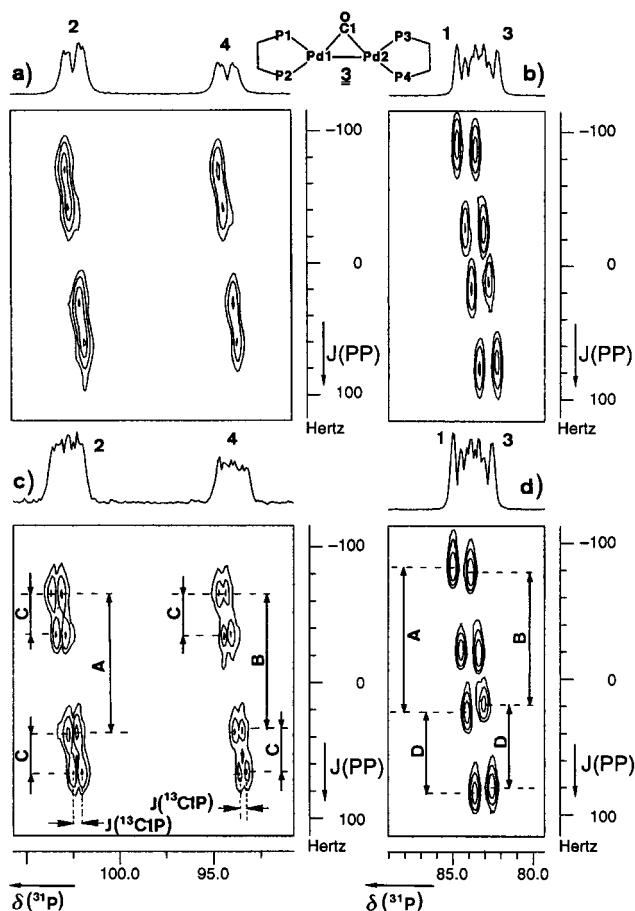 2
4
a)
O
C1
P1
P3
Pd1
Pd2
P2
P4
3
1
3
b)
-100
0
J(PP)
100
Hertz
-100
0
J(PP)
100
Hertz
c)
2
4
1
3
d)
C
A
C
B
C
C
J(¹³C1P)
J(¹³C1P)
-100
0
J(PP)
100
Hertz
A
B
D
D
-100
0
J(PP)
100
Hertz
100.0
95.0
δ(³¹P)
85.0
80.0
δ(³¹P)